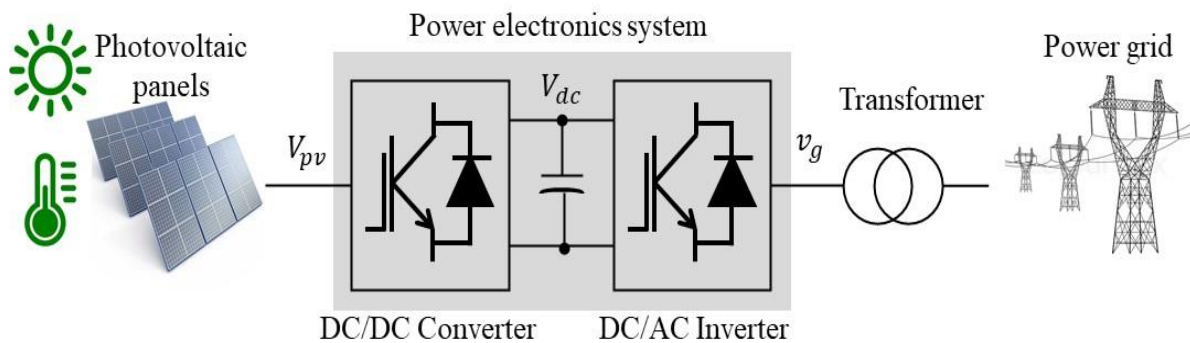 Power electronics system
Photovoltaic
panels
Power grid
V_dc
Transformer
V_pv
v_g
DC/DC Converter
DC/AC Inverter